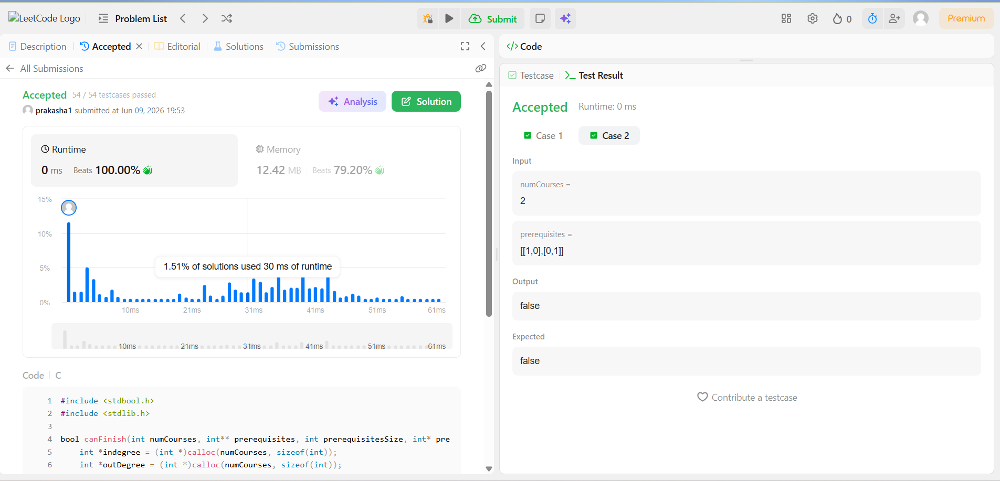 LeetCode Logo
Problem List
Submit
0
Premium
Description
Accepted
Editorial
Solutions
Submissions
All Submissions
Accepted 54 / 54 testcases passed
prakasha1 submitted at Jun 09, 2026 19:53
Analysis
Solution
Runtime
0 ms Beats 100.00%
Memory
12.42 MB Beats 79.20%
15%
10%
5%
0%
1.51% of solutions used 30 ms of runtime
10ms 21ms 31ms 41ms 51ms 61ms
10ms 21ms 31ms 41ms 51ms 61ms
Code C
1 #include <stdbool.h>
2 #include <stdlib.h>
3
4 bool canFinish(int numCourses, int** prerequisites, int prerequisitesSize, int* pre
5 int *indegree = (int *)calloc(numCourses, sizeof(int));
6 int *outDegree = (int *)calloc(numCourses, sizeof(int));
</> Code
Testcase
>_ Test Result
Accepted Runtime: 0 ms
Case 1
Case 2
Input
numCourses =
2
prerequisites =
[[1,0],[0,1]]
Output
false
Expected
false
Contribute a testcase